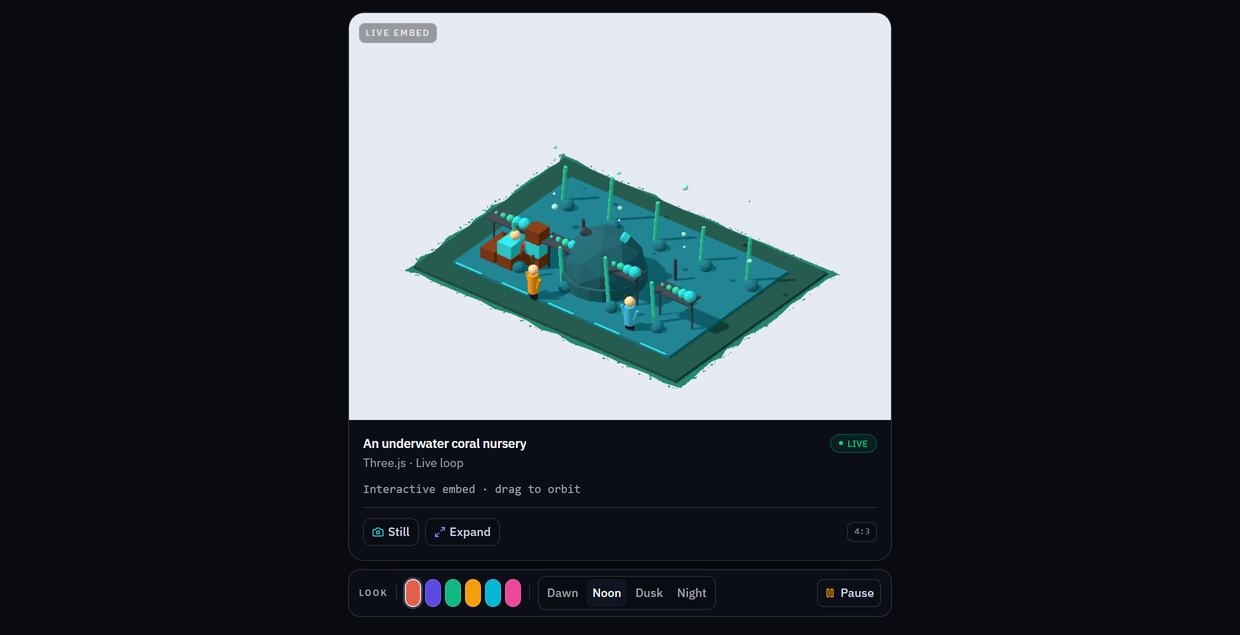 LIVE EMBED
An underwater coral nursery
LIVE
Three.js · Live loop
Interactive embed · drag to orbit
Still
Expand
4:3
LOOK
Dawn
Noon
Dusk
Night
Pause